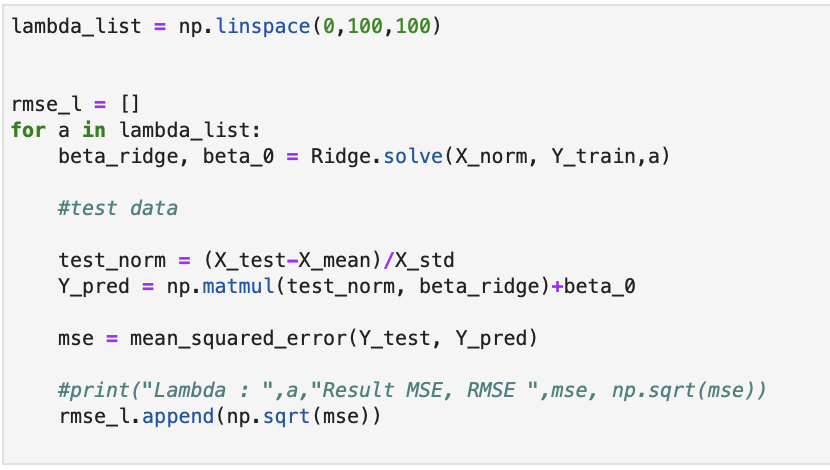 lambda_list = np.linspace(0,100,100)
rmse_l = []
for a in lambda_list:
    beta_ridge, beta_0 = Ridge.solve(X_norm, Y_train,a)
    #test data
    test_norm = (X_test-X_mean)/X_std
    Y_pred = np.matmul(test_norm, beta_ridge)+beta_0
    mse = mean_squared_error(Y_test, Y_pred)
    #print("Lambda : ",a,"Result MSE, RMSE ",mse, np.sqrt(mse))
    rmse_l.append(np.sqrt(mse))